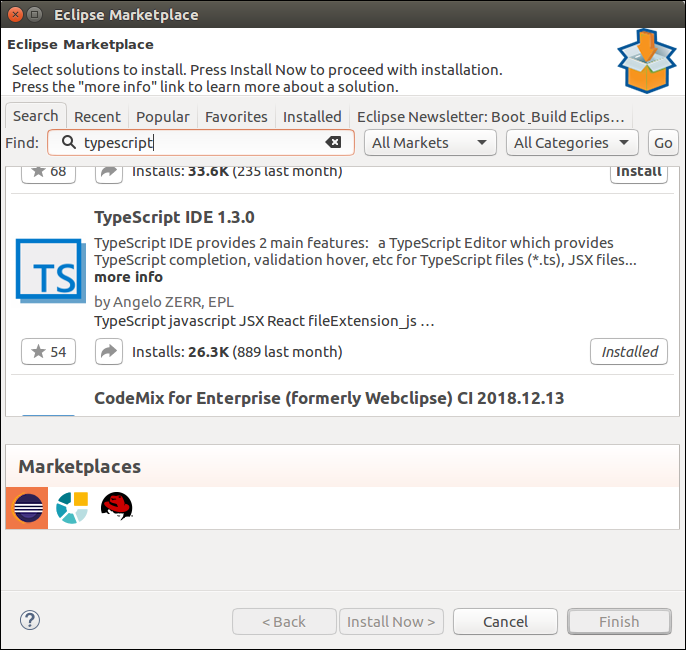 Eclipse Marketplace
Eclipse Marketplace
Select solutions to install. Press Install Now to proceed with installation.
Press the "more info" link to learn more about a solution.
Search Recent Popular Favorites Installed Eclipse Newsletter: Boot_Build Eclips...
Find: typescript All Markets All Categories Go
68 Installs: 33.6K (235 last month) Install
TypeScript IDE 1.3.0
TypeScript IDE provides 2 main features: a TypeScript Editor which provides
TypeScript completion, validation hover, etc for TypeScript files (*.ts), JSX files...
more info
TS
by Angelo ZERR, EPL
TypeScript javascript JSX React fileExtension_js ...
54 Installs: 26.3K (889 last month) Installed
CodeMix for Enterprise (formerly Webclipse) CI 2018.12.13
Marketplaces
? < Back Install Now > Cancel Finish